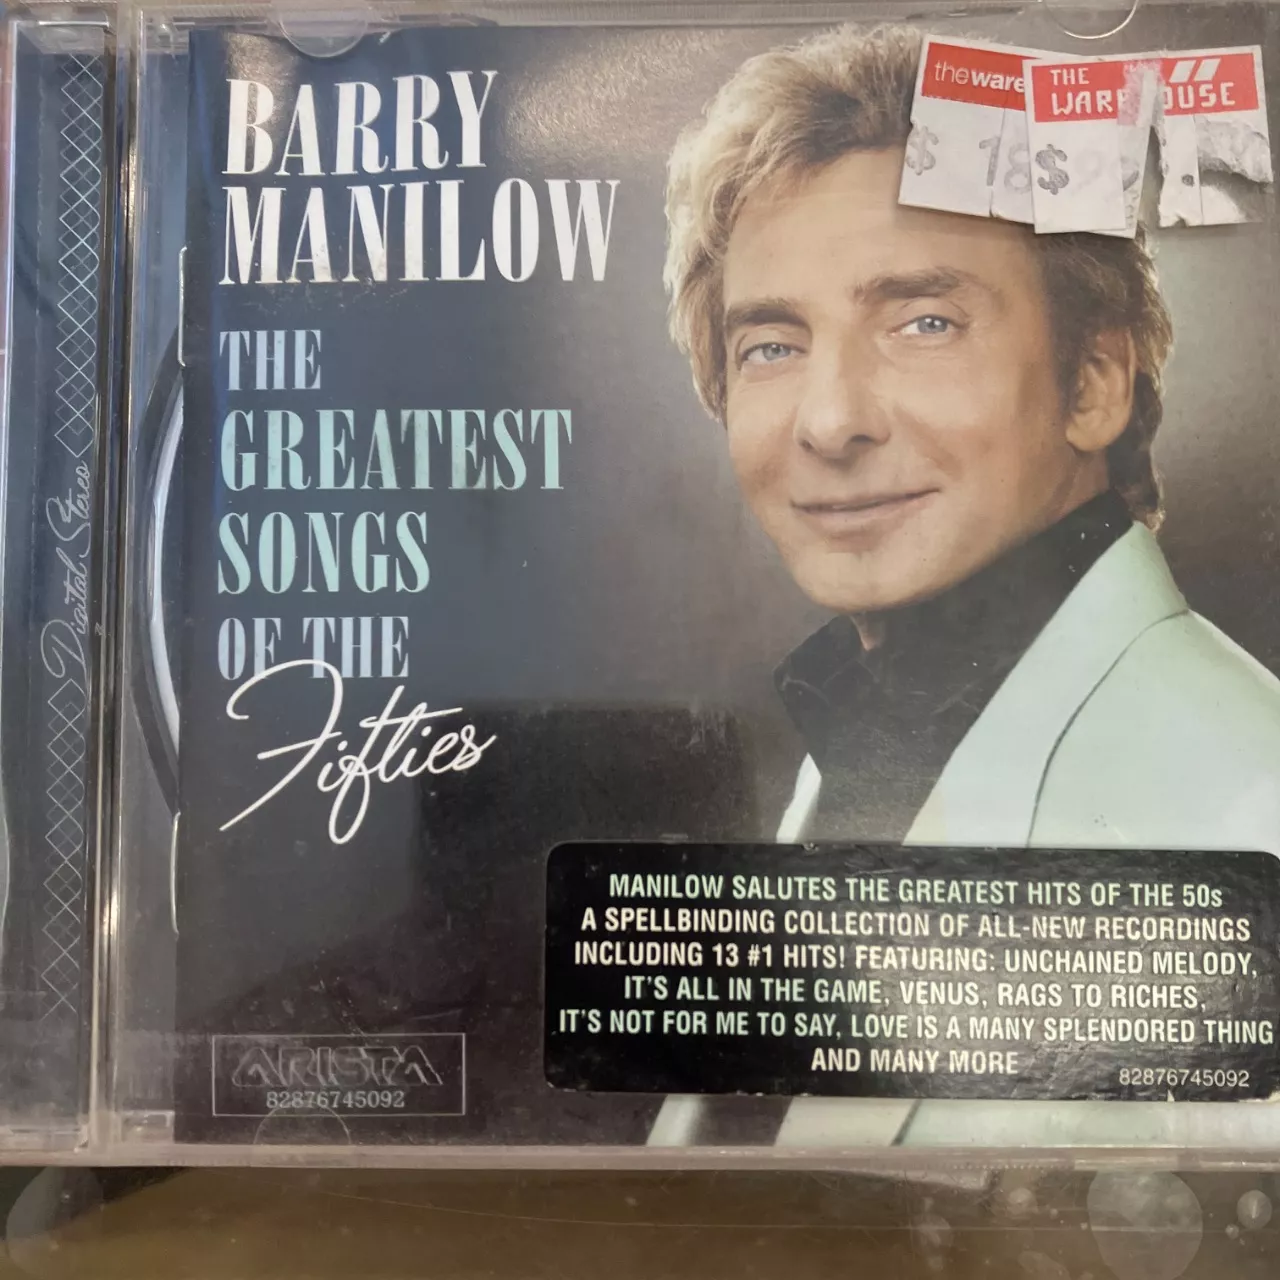 BARRY
MANILOW
THE
GREATEST
SONGS
OF THE
Fifties
Digital Stereo
theware
THE
$ 18
$
MANILOW SALUTES THE GREATEST HITS OF THE 50s
A SPELLBINDING COLLECTION OF ALL-NEW RECORDINGS
INCLUDING 13 #1 HITS! FEATURING: UNCHAINED MELODY,
IT'S ALL IN THE GAME, VENUS, RAGS TO RICHES,
IT'S NOT FOR ME TO SAY, LOVE IS A MANY SPLENDORED THING
AND MANY MORE
82876745092
ARISTA
82876745092